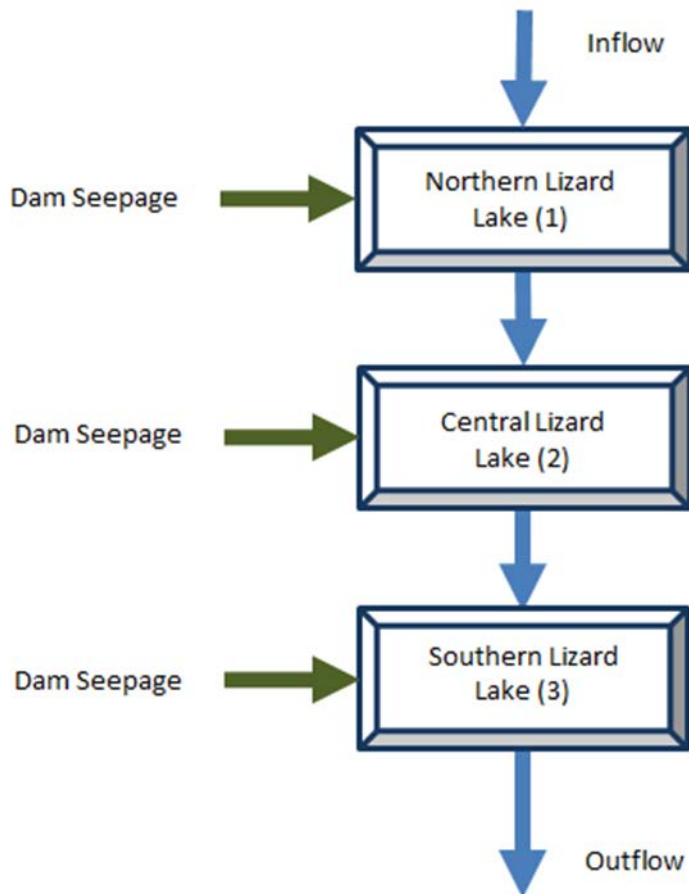 Inflow
Dam Seepage
Northern Lizard
Lake (1)
Dam Seepage
Central Lizard
Lake (2)
Dam Seepage
Southern Lizard
Lake (3)
Outflow